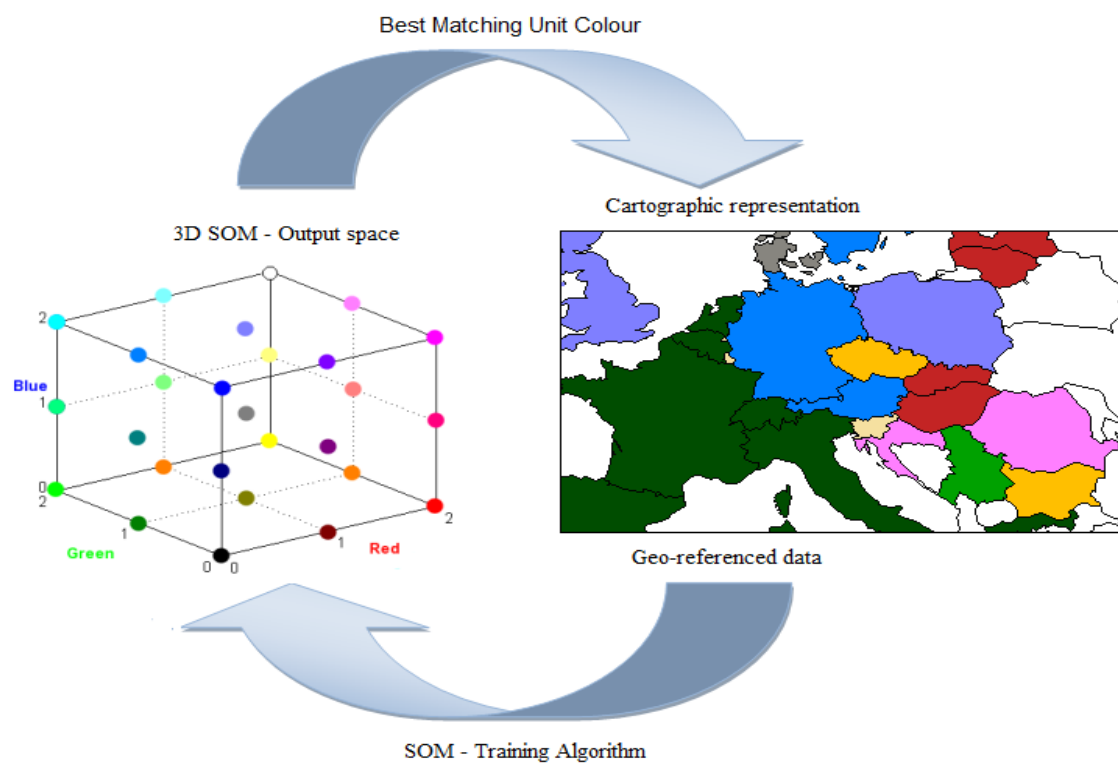 Best Matching Unit Colour
Cartographic representation
3D SOM - Output space
2
Blue
1
0
2
1
Green
0
0
1
Red
2
Geo-referenced data
SOM - Training Algorithm